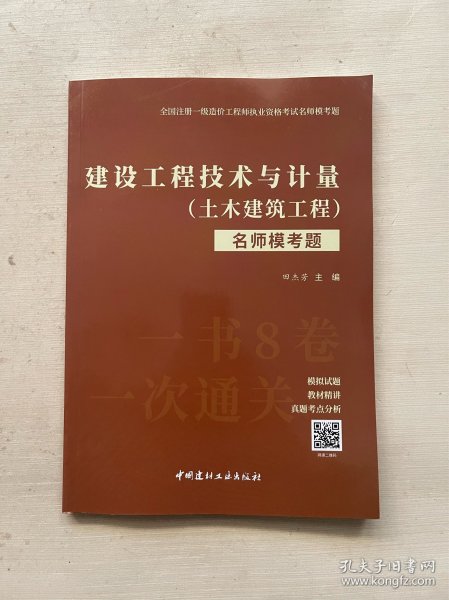 全国注册一级造价工程师执业资格考试名师模考题
建设工程技术与计量
（土木建筑工程）
名师模考题
田杰芳 主 编
一书8卷
一次通关
模拟试题
教材精讲
真题考点分析
中国建材工业出版社
孔夫子旧书网
www.kongfz.com